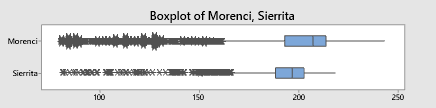 Boxplot of Morenci, Sierrita
Morenci
Sierrita
100 150 200 250